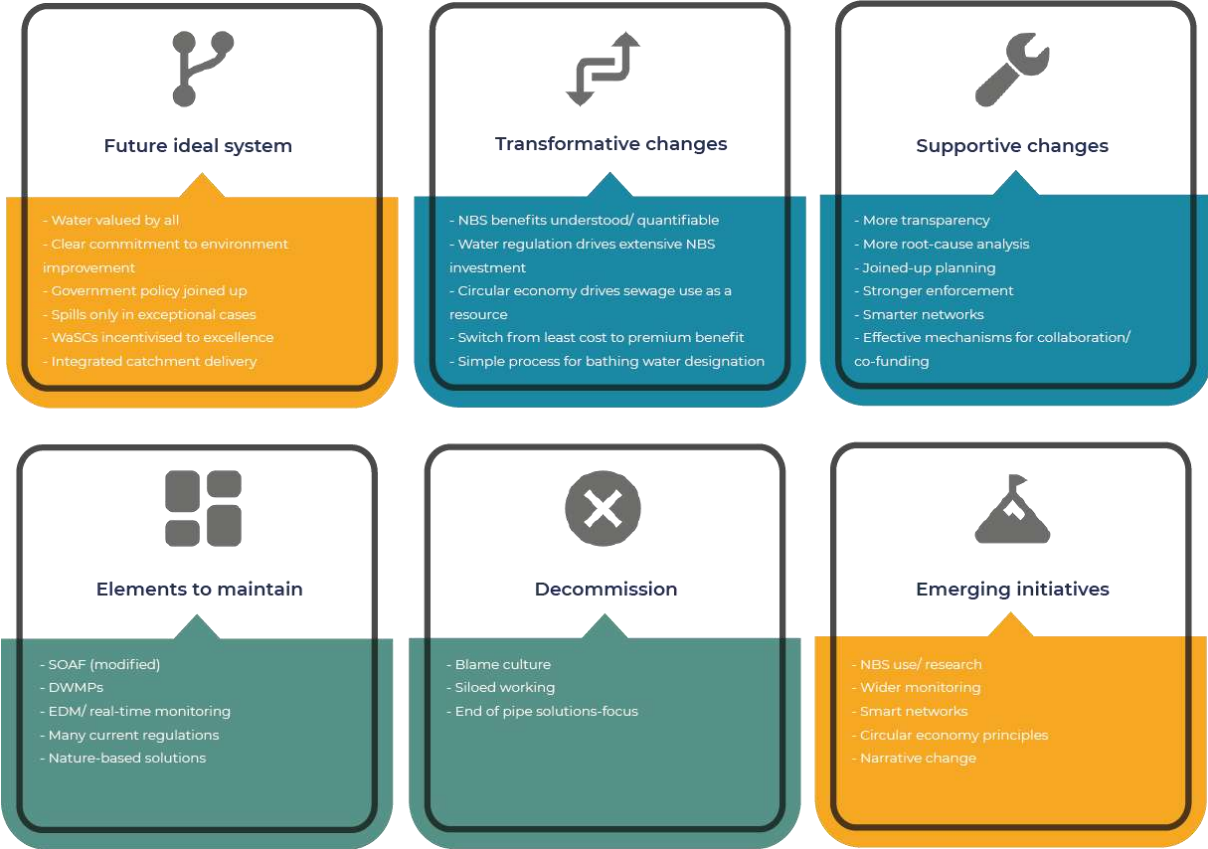 Future ideal system
- Water valued by all
- Clear commitment to environment
improvement
- Government policy joined up
- Spills only in exceptional cases
- WaSCs incentivised to excellence
- Integrated catchment delivery
Transformative changes
- NBS benefits understood/ quantifiable
- Water regulation drives extensive NBS
investment
- Circular economy drives sewage use as a
resource
- Switch from least cost to premium benefit
- Simple process for bathing water designation
Supportive changes
- More transparency
- More root-cause analysis
- Joined-up planning
- Stronger enforcement
- Smarter networks
- Effective mechanisms for collaboration/
co-funding
Elements to maintain
- SOAF (modified)
- DWMPs
- EDM/ real-time monitoring
- Many current regulations
- Nature-based solutions
Decommission
- Blame culture
- Siloed working
- End of pipe solutions-focus
Emerging initiatives
- NBS use/ research
- Wider monitoring
- Smart networks
- Circular economy principles
- Narrative change